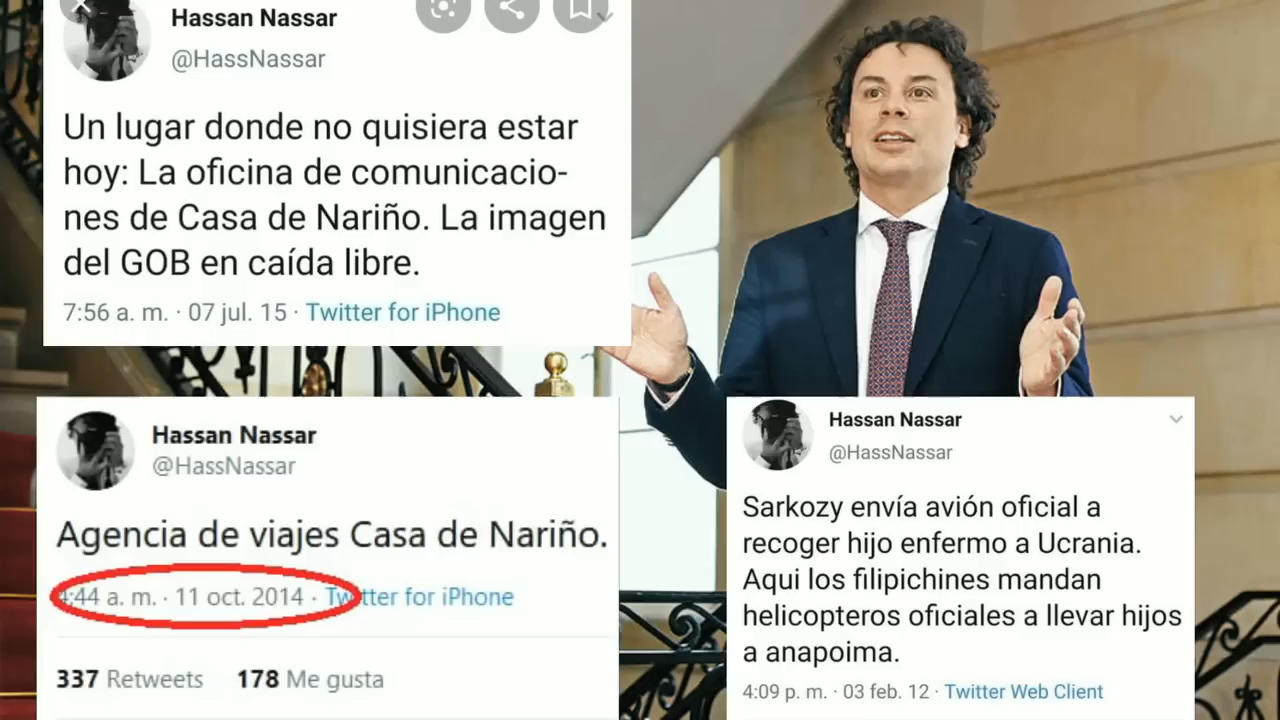 Hassan Nassar
@HassNassar
Un lugar donde no quisiera estar
hoy: La oficina de comunicacio-
nes de Casa de Nariño. La imagen
del GOB en caída libre.
7:56 a. m. · 07 jul. 15 · Twitter for iPhone
Hassan Nassar
@HassNassar
Agencia de viajes Casa de Nariño.
4:44 a. m. · 11 oct. 2014 · Twitter for iPhone
337 Retweets 178 Me gusta
Hassan Nassar
@HassNassar
Sarkozy envía avión oficial a
recoger hijo enfermo a Ucrania.
Aqui los filipichines mandan
helicopteros oficiales a llevar hijos
a anapoima.
4:09 p. m. · 03 feb. 12 · Twitter Web Client